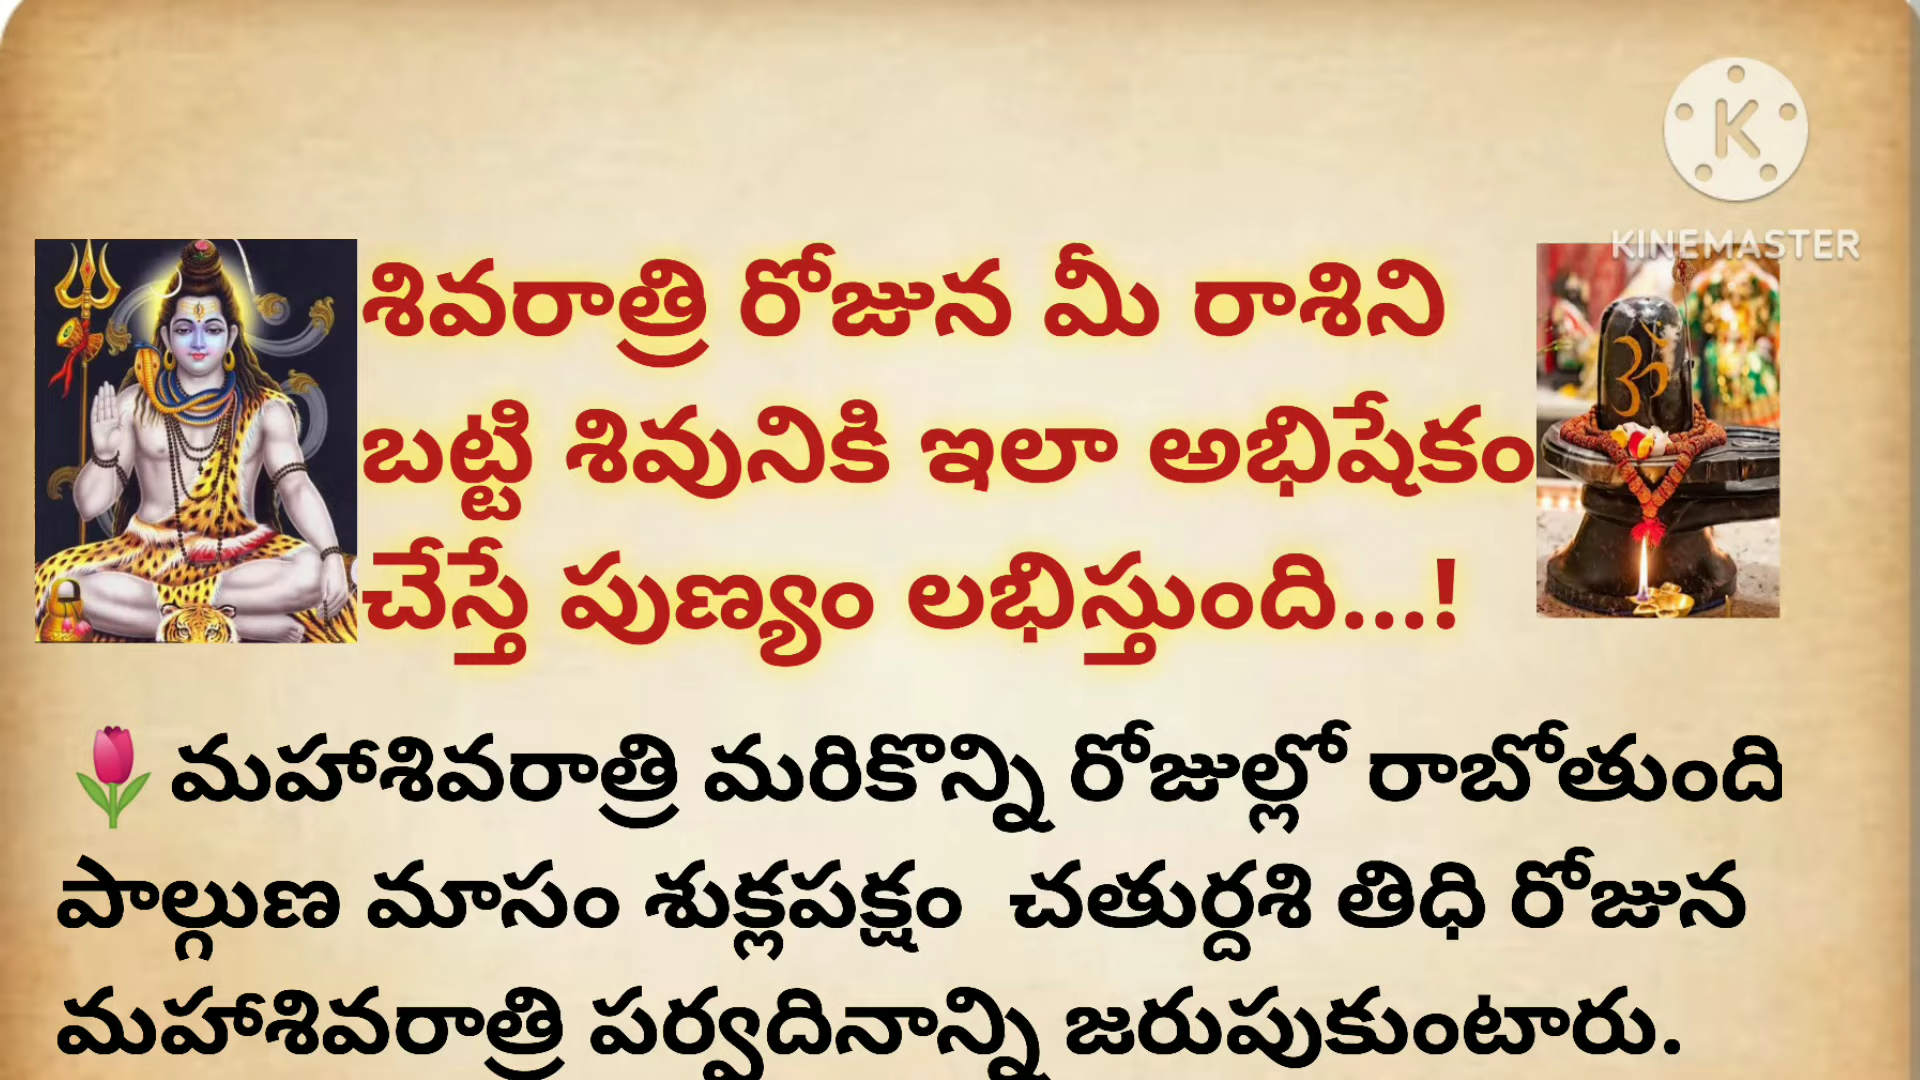 KINEMASTER
శివరాత్రి రోజున మీ రాశిని
బట్టి శివునికి ఇలా అభిషేకం
చేస్తే పుణ్యం లభిస్తుంది...!
🌷మహాశివరాత్రి మరికొన్ని రోజుల్లో రాబోతుంది
పాల్గుణ మాసం శుక్లపక్షం చతుర్దశి తిధి రోజున
మహాశివరాత్రి పర్వదినాన్ని జరుపుకుంటారు.